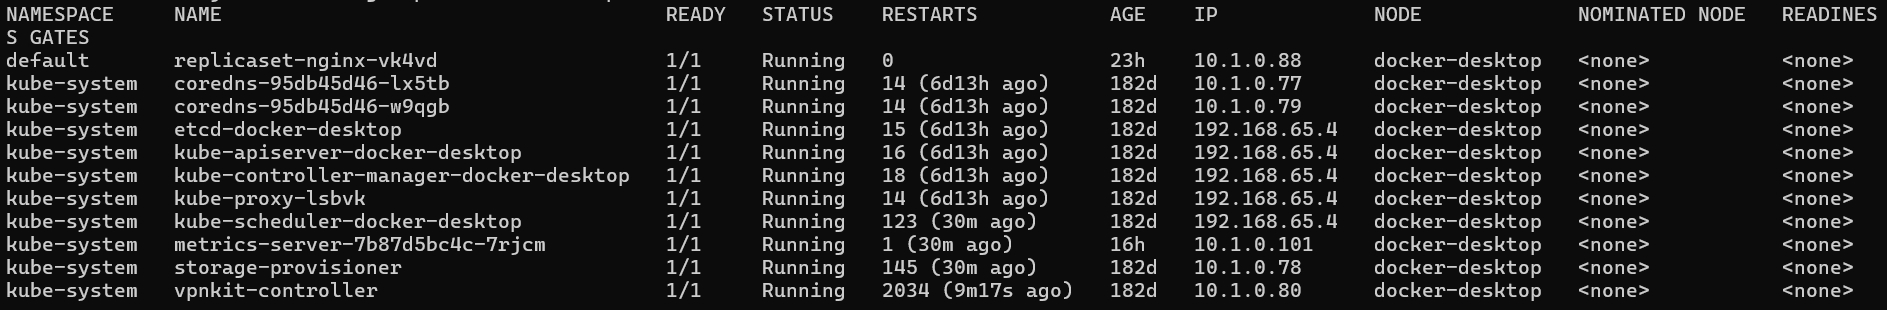 NAMESPACE     NAME                                     READY   STATUS    RESTARTS           AGE    IP             NODE             NOMINATED NODE   READINES
S GATES
default       replicaset-nginx-vk4vd                   1/1     Running   0                  23h    10.1.0.88      docker-desktop   <none>           <none>
kube-system   coredns-95db45d46-lx5tb                  1/1     Running   14 (6d13h ago)     182d   10.1.0.77      docker-desktop   <none>           <none>
kube-system   coredns-95db45d46-w9qgb                  1/1     Running   14 (6d13h ago)     182d   10.1.0.79      docker-desktop   <none>           <none>
kube-system   etcd-docker-desktop                      1/1     Running   15 (6d13h ago)     182d   192.168.65.4   docker-desktop   <none>           <none>
kube-system   kube-apiserver-docker-desktop            1/1     Running   16 (6d13h ago)     182d   192.168.65.4   docker-desktop   <none>           <none>
kube-system   kube-controller-manager-docker-desktop   1/1     Running   18 (6d13h ago)     182d   192.168.65.4   docker-desktop   <none>           <none>
kube-system   kube-proxy-lsbvk                         1/1     Running   14 (6d13h ago)     182d   192.168.65.4   docker-desktop   <none>           <none>
kube-system   kube-scheduler-docker-desktop            1/1     Running   123 (30m ago)      182d   192.168.65.4   docker-desktop   <none>           <none>
kube-system   metrics-server-7b87d5bc4c-7rjcm          1/1     Running   1 (30m ago)        16h    10.1.0.101     docker-desktop   <none>           <none>
kube-system   storage-provisioner                      1/1     Running   145 (30m ago)      182d   10.1.0.78      docker-desktop   <none>           <none>
kube-system   vpnkit-controller                        1/1     Running   2034 (9m17s ago)   182d   10.1.0.80      docker-desktop   <none>           <none>